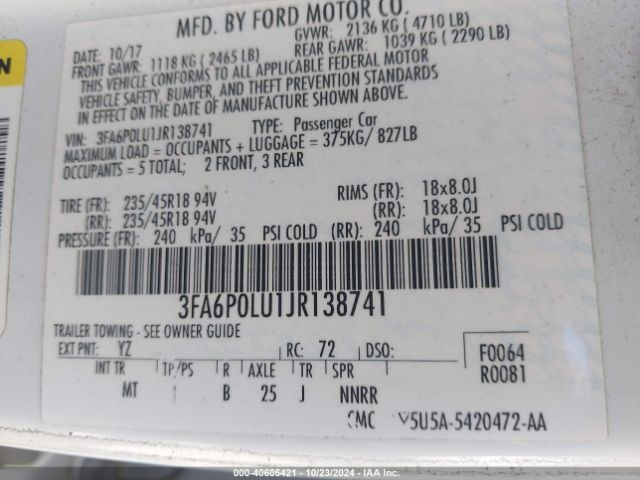 MFD. BY FORD MOTOR CO.
DATE: 10/17 GVWR: 2136 KG ( 4710 LB)
FRONT GAWR: 1118 KG ( 2465 LB) REAR GAWR: 1039 KG ( 2290 LB)
THIS VEHICLE CONFORMS TO ALL APPLICABLE FEDERAL MOTOR
VEHICLE SAFETY, BUMPER, AND THEFT PREVENTION STANDARDS
IN EFFECT ON THE DATE OF MANUFACTURE SHOWN ABOVE.
VIN: 3FA6P0LU1JR138741 TYPE: Passenger Car
MAXIMUM LOAD = OCCUPANTS + LUGGAGE = 375KG/ 827LB
OCCUPANTS = 5 TOTAL; 2 FRONT, 3 REAR
TIRE (FR): 235/45R18 94V RIMS (FR): 18x8.0J
(RR): 235/45R18 94V (RR): 18x8.0J
PRESSURE (FR): 240 kPa/ 35 PSI COLD (RR): 240 kPa/ 35 PSI COLD
3FA6P0LU1JR138741
TRAILER TOWING - SEE OWNER GUIDE
EXT PNT: YZ RC: 72 DSO: F0064
INT TR TP/PS R AXLE TR SPR R0081
MT B 25 J NNRR
V5U5A-5420472-AA
000-40605421 - 10/23/2024 - IAA Inc.